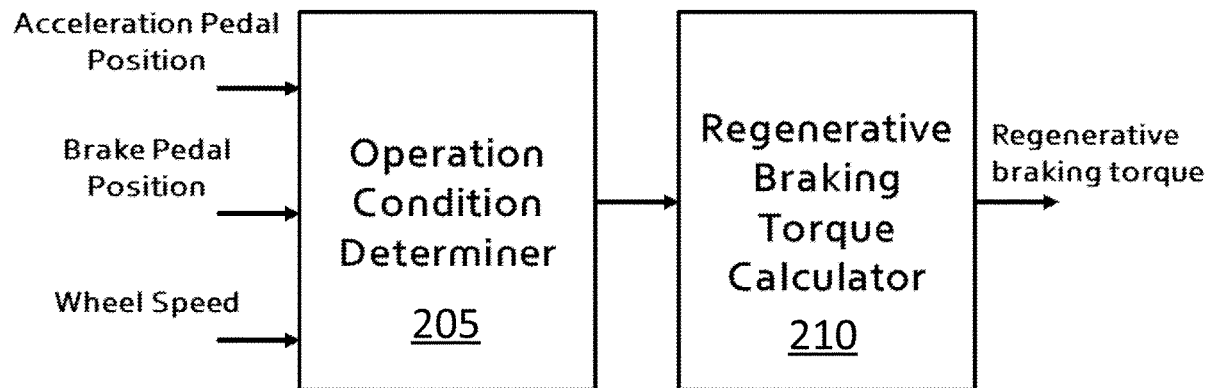 Acceleration Pedal
Position
Brake Pedal
Position
Wheel Speed
Operation
Condition
Determiner
205
Regenerative
Braking
Torque
Calculator
210
Regenerative
braking torque